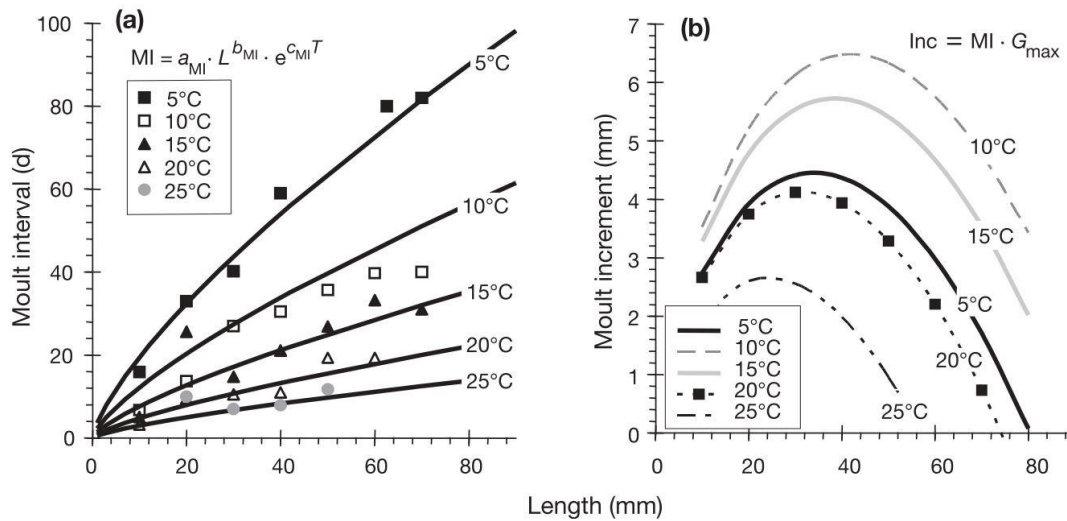 (a)
MI = a_MI · L^b_MI · e^c_MI T
5°C
10°C
15°C
20°C
25°C
Moult interval (d)
100
80
60
40
20
0
5°C
10°C
15°C
20°C
25°C
0
20
40
60
80
(b)
Inc = MI · G_max
Moult increment (mm)
7
6
5
4
3
2
1
0
10°C
15°C
5°C
20°C
25°C
5°C
10°C
15°C
20°C
25°C
0
20
40
60
80
Length (mm)